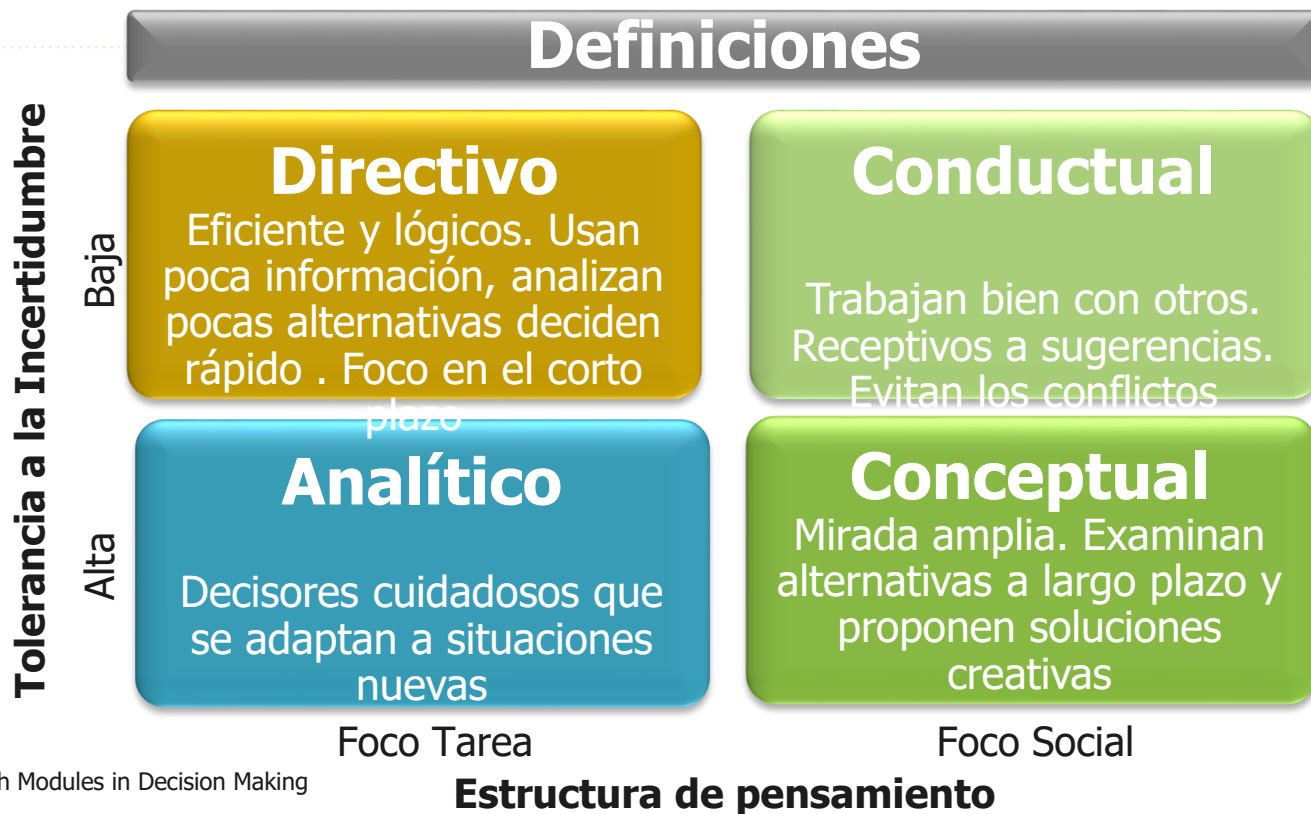 Definiciones
Tolerancia a la Incertidumbre
Baja
Directivo
Eficiente y lógicos. Usan
poca información, analizan
pocas alternativas deciden
rápido . Foco en el corto
plazo
Conductual
Trabajan bien con otros.
Receptivos a sugerencias.
Evitan los conflictos
Alta
Analítico
Decisores cuidadosos que
se adaptan a situaciones
nuevas
Conceptual
Mirada amplia. Examinan
alternativas a largo plazo y
proponen soluciones
creativas
Foco Tarea
Foco Social
Modules in Decision Making
Estructura de pensamiento